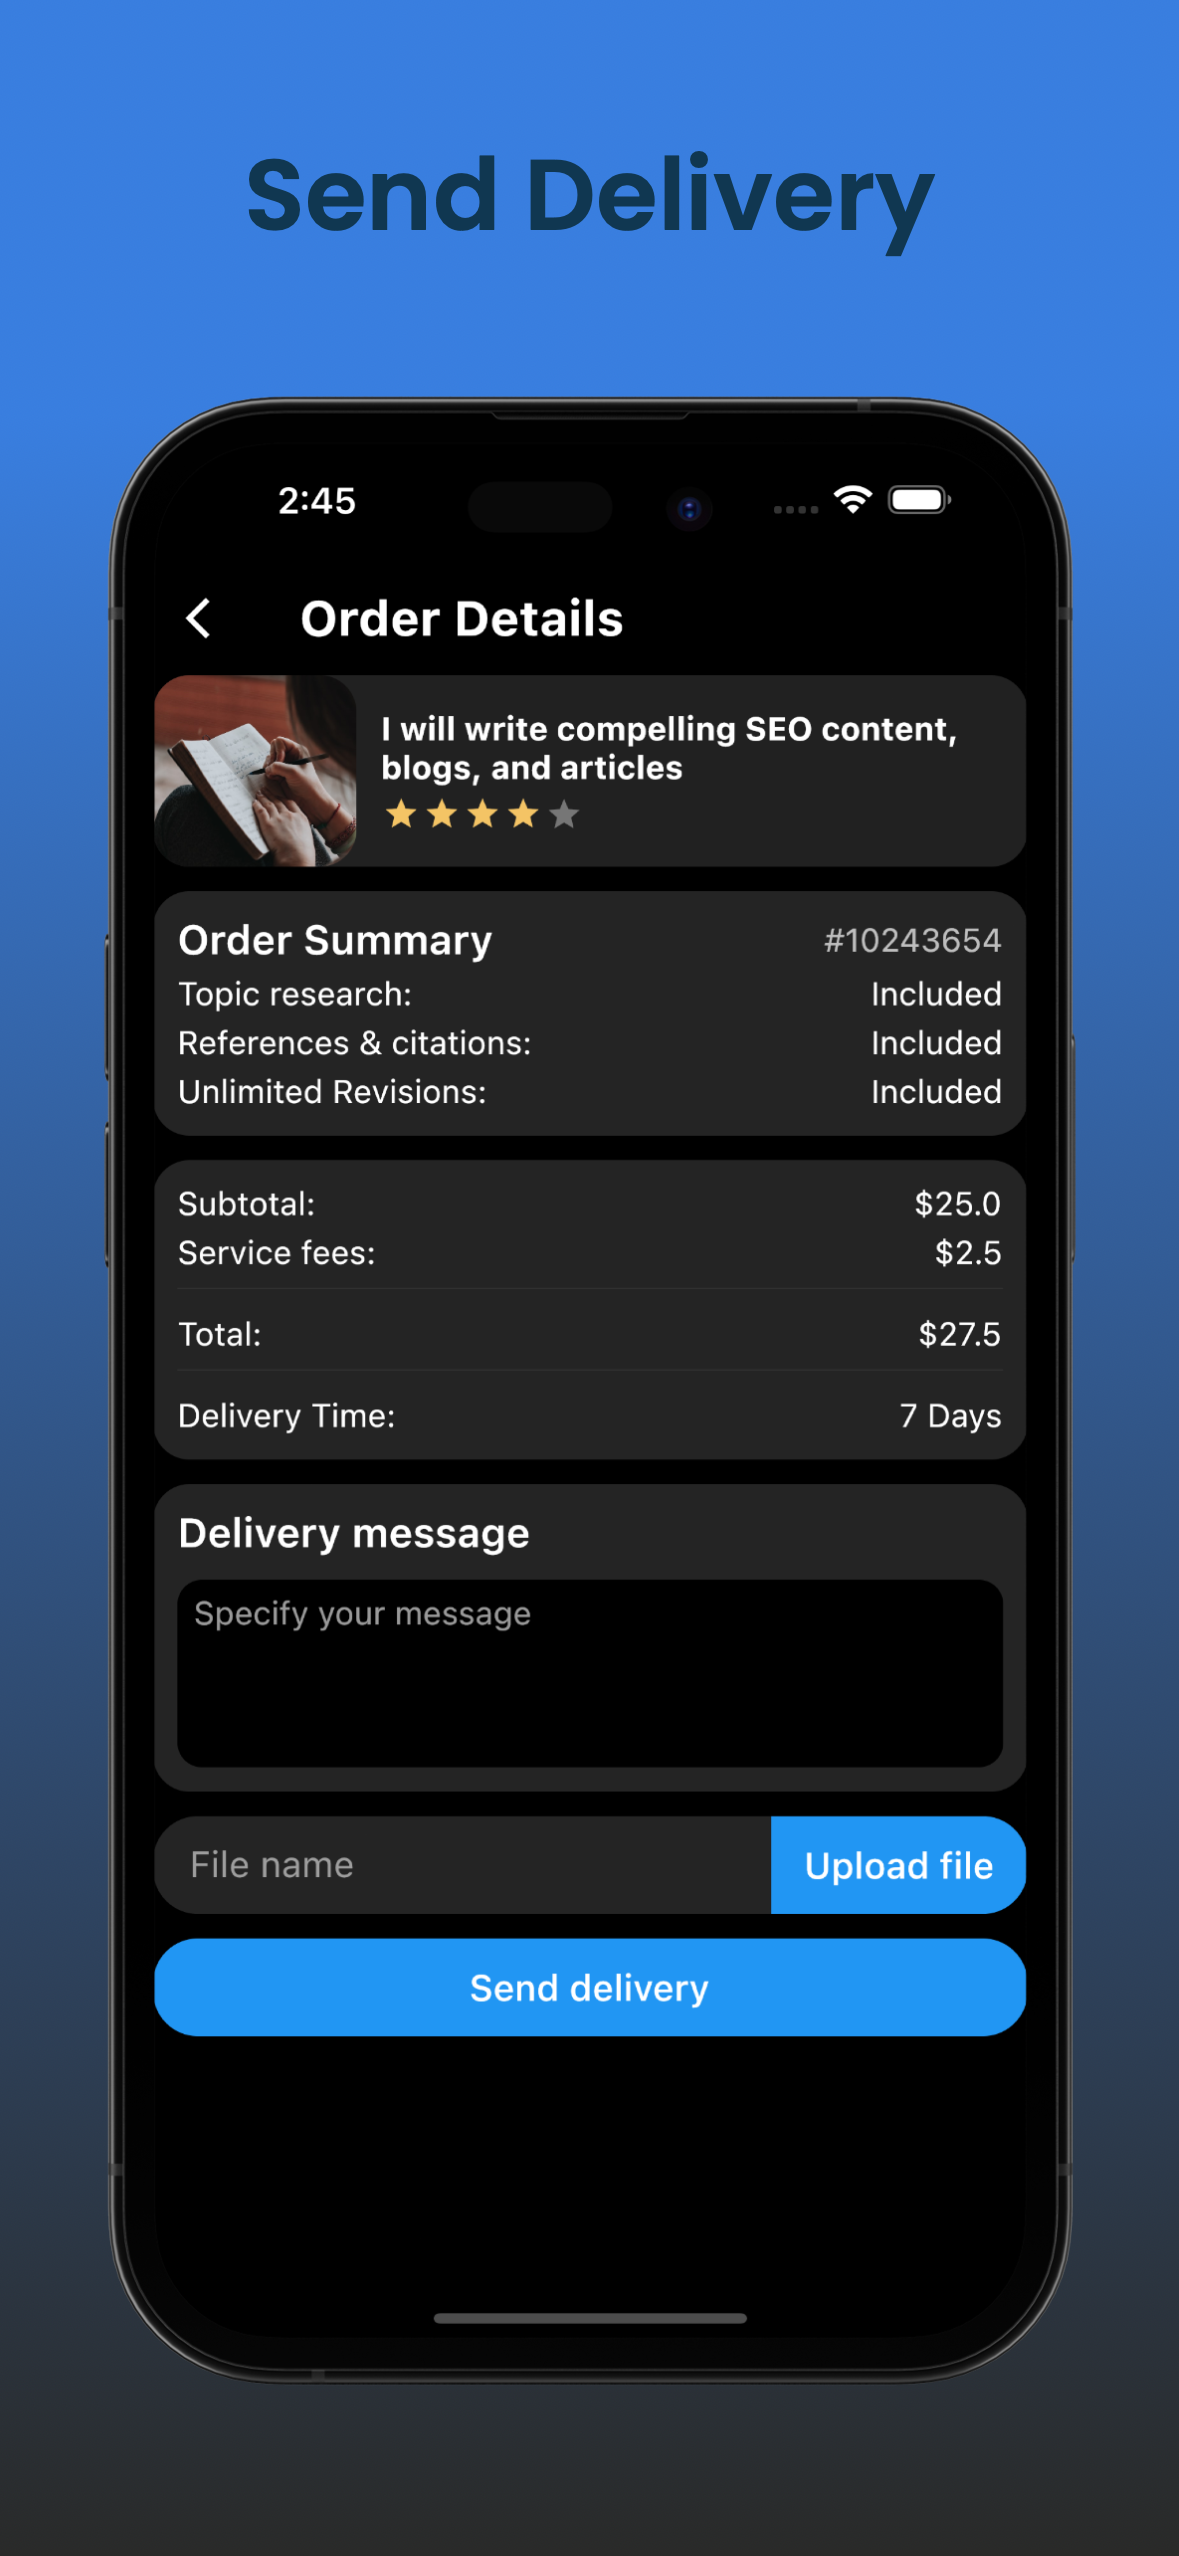 Send Delivery
2:45
Order Details
I will write compelling SEO content,
blogs, and articles
Order Summary #10243654
Topic research: Included
References & citations: Included
Unlimited Revisions: Included
Subtotal: $25.0
Service fees: $2.5
Total: $27.5
Delivery Time: 7 Days
Delivery message
Specify your message
File name Upload file
Send delivery